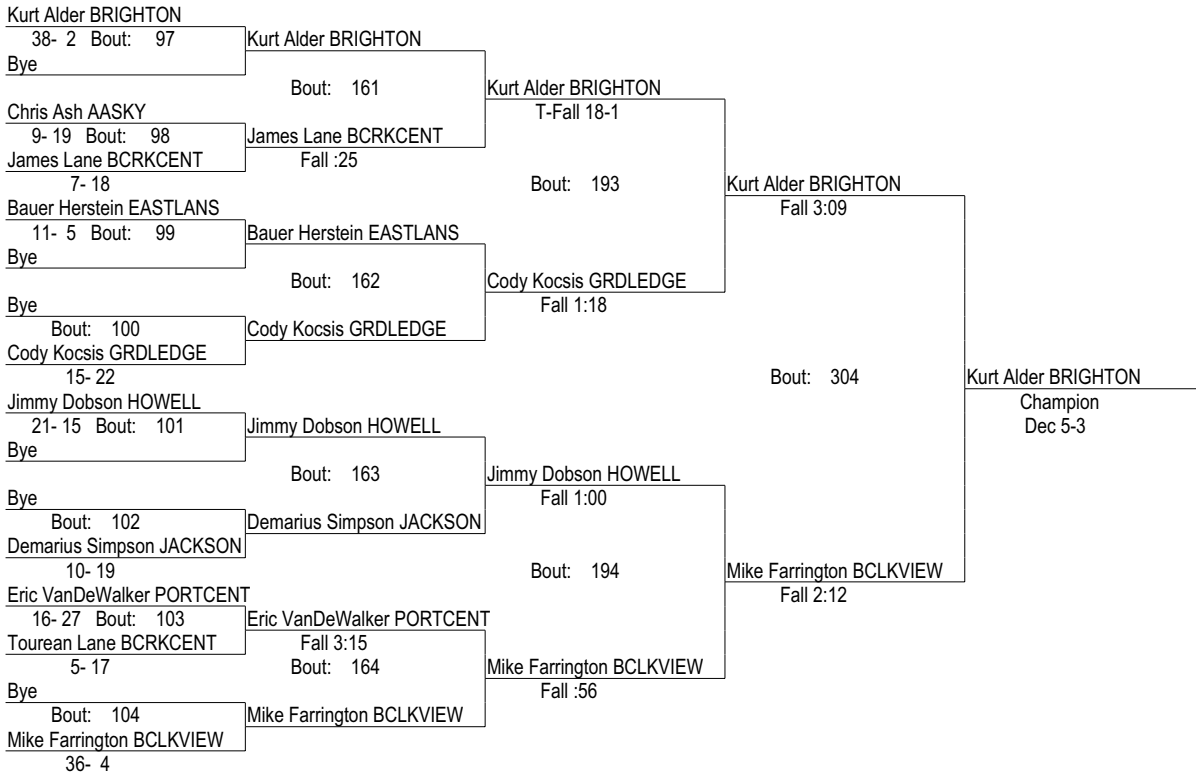 Kurt Alder BRIGHTON
38- 2 Bout: 97
Bye
Kurt Alder BRIGHTON
Bout: 161
Chris Ash AASKY
9- 19 Bout: 98
James Lane BCRKCENT
7- 18
James Lane BCRKCENT
Fall :25
Kurt Alder BRIGHTON
T-Fall 18-1
Bout: 193
Bauer Herstein EASTLANS
11- 5 Bout: 99
Bye
Bauer Herstein EASTLANS
Bout: 162
Bye
Bout: 100
Cody Kocsis GRDLEDGE
15- 22
Cody Kocsis GRDLEDGE
Cody Kocsis GRDLEDGE
Fall 1:18
Kurt Alder BRIGHTON
Fall 3:09
Bout: 304
Jimmy Dobson HOWELL
21- 15 Bout: 101
Bye
Jimmy Dobson HOWELL
Bout: 163
Bye
Bout: 102
Demarius Simpson JACKSON
10- 19
Demarius Simpson JACKSON
Jimmy Dobson HOWELL
Fall 1:00
Bout: 194
Eric VanDeWalker PORTCENT
16- 27 Bout: 103
Tourean Lane BCRKCENT
5- 17
Eric VanDeWalker PORTCENT
Fall 3:15
Bout: 164
Bye
Bout: 104
Mike Farrington BCLKVIEW
36- 4
Mike Farrington BCLKVIEW
Mike Farrington BCLKVIEW
Fall :56
Mike Farrington BCLKVIEW
Fall 2:12
Kurt Alder BRIGHTON
Champion
Dec 5-3